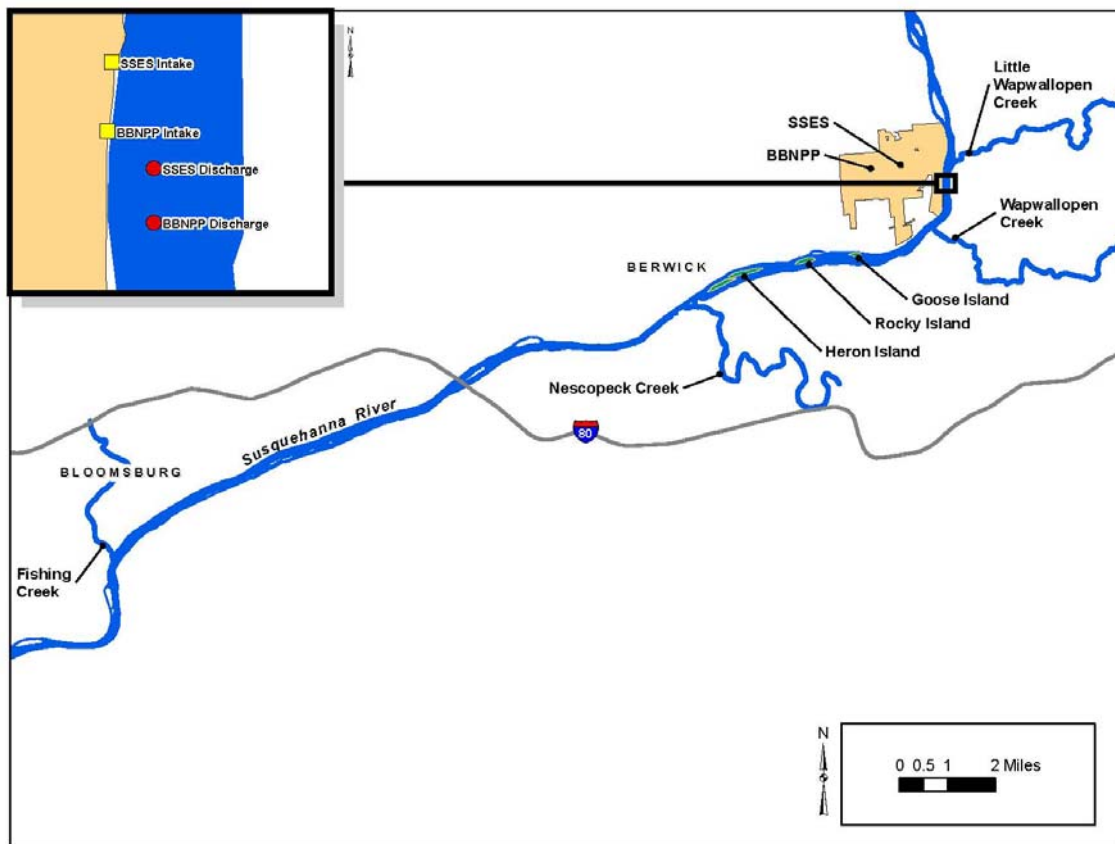 N
SSES Intake
BBNPP Intake
SSES Discharge
BBNPP Discharge
Little
Wapwallopen
Creek
SSES
BBNPP
Wapwallopen
Creek
BERWICK
Goose Island
Rocky Island
Heron Island
Nescopeck Creek
Susquehanna River
80
BLOOMSBURG
Fishing
Creek
N
0 0.5 1 2 Miles